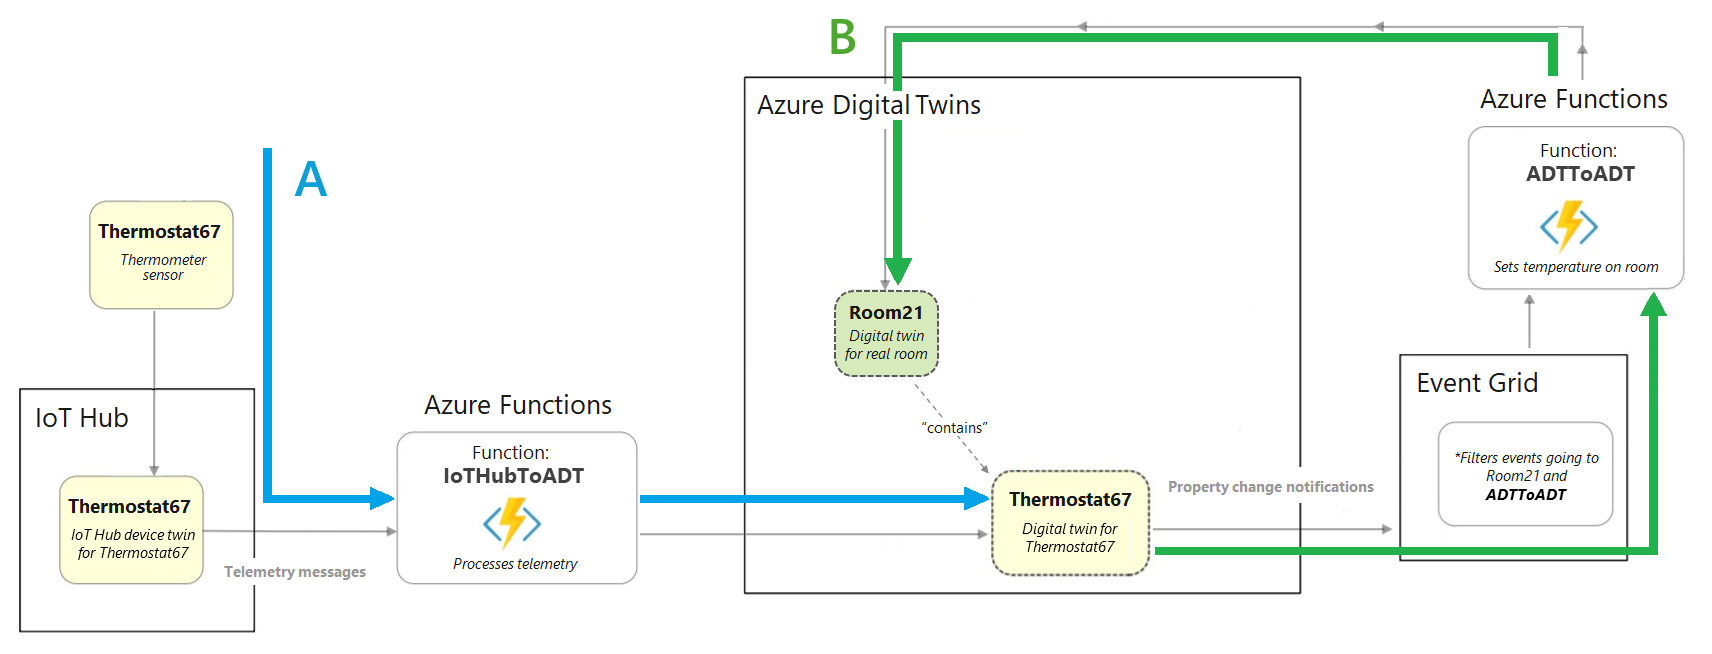 B
Azure Digital Twins
Azure Functions
Function:
ADTToADT
Sets temperature on room
A
Thermostat67
Thermometer
sensor
Room21
Digital twin
for real room
"contains"
Event Grid
*Filters events going to
Room21 and
ADTToADT
IoT Hub
Thermostat67
IoT Hub device twin
for Thermostat67
Telemetry messages
Azure Functions
Function:
IoTHubToADT
Processes telemetry
Thermostat67
Digital twin for
Thermostat67
Property change notifications